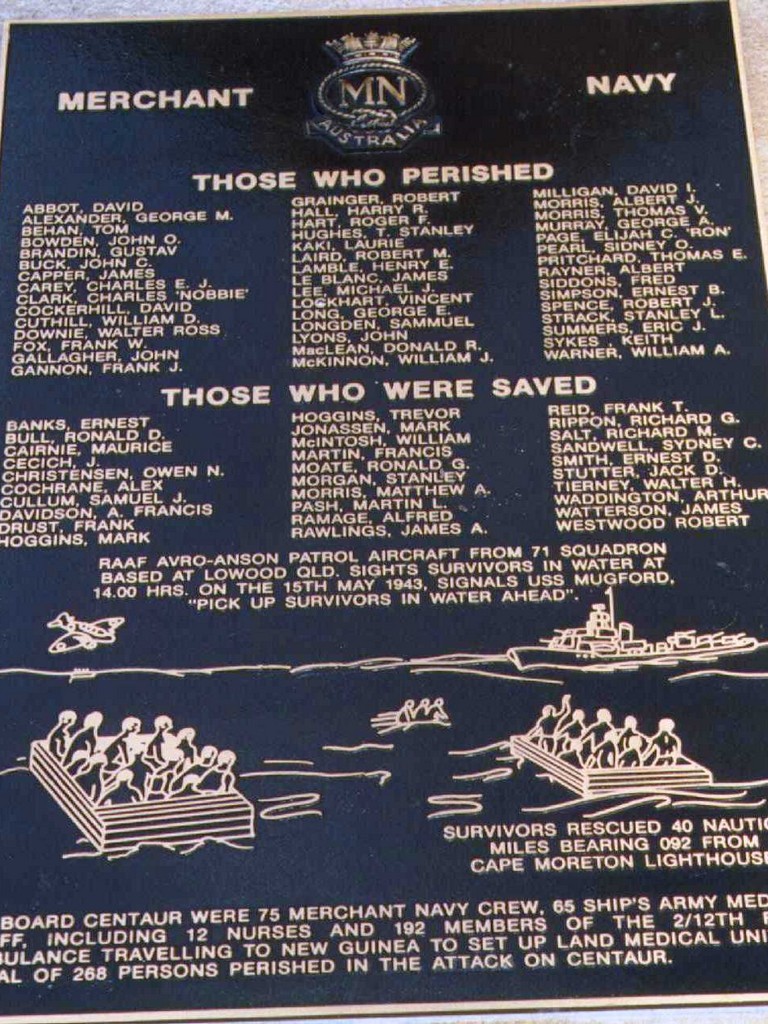 MERCHANT
MN
AUSTRALIA
NAVY
THOSE WHO PERISHED
ABBOT, DAVID
ALEXANDER, GEORGE M.
BEHAN, TOM
BOWDEN, JOHN O.
BRANDIN, GUSTAV
BUCK, JOHN C.
CAPPER, JAMES
CAREY, CHARLES E. J.
CLARK, CHARLES 'NOBBIE'
COCKERHILL, DAVID
CUTHILL, WILLIAM D.
DOWNIE, WALTER ROSS
FOX, FRANK W.
GALLAGHER, JOHN
GANNON, FRANK J.
GRAINGER, ROBERT
HALL, HARRY R.
HART, ROGER F.
HUGHES, T. STANLEY
KAKI, LAURIE
LAIRD, ROBERT M.
LAMBLE, HENRY E.
LE BLANC, JAMES
LEE, MICHAEL J.
LOCKHART, VINCENT
LONG, GEORGE E.
LONGDEN, SAMMUEL
LYONS, JOHN
MacLEAN, DONALD R.
McKINNON, WILLIAM J.
MILLIGAN, DAVID I.
MORRIS, ALBERT J.
MORRIS, THOMAS V.
MURRAY, GEORGE A.
PAGE, ELIJAH C. 'RON'
PEARL, SIDNEY O.
PRITCHARD, THOMAS E.
RAYNER, ALBERT
SIDDONS, FRED
SIMPSON, ERNEST B.
SPENCE, ROBERT J.
STRACK, STANLEY L.
SUMMERS, ERIC J.
SYKES , KEITH
WARNER, WILLIAM A.
THOSE WHO WERE SAVED
BANKS, ERNEST
BULL, RONALD D.
CAIRNIE, MAURICE
CECICH, J.
CHRISTENSEN, OWEN N.
COCHRANE, ALEX
CULLUM, SAMUEL J.
DAVIDSON, A. FRANCIS
DRUST, FRANK
HOGGINS, MARK
HOGGINS, TREVOR
JONASSEN, MARK
McINTOSH, WILLIAM
MARTIN, FRANCIS
MOATE, RONALD G.
MORGAN, STANLEY
MORRIS, MATTHEW A.
PASH, MARTIN L.
RAMAGE, ALFRED
RAWLINGS, JAMES A.
REID, FRANK T.
RIPPON, RICHARD G.
SALT, RICHARD M.
SANDWELL, SYDNEY C.
SMITH, ERNEST D.
STUTTER, JACK D.
TIERNEY, WALTER H.
WADDINGTON, ARTHUR
WATTERSON, JAMES
WESTWOOD ROBERT
RAAF AVRO-ANSON PATROL AIRCRAFT FROM 71 SQUADRON
BASED AT LOWOOD QLD. SIGHTS SURVIVORS IN WATER AT
14.00 HRS. ON THE 15TH MAY 1943, SIGNALS USS MUGFORD,
"PICK UP SURVIVORS IN WATER AHEAD".
SURVIVORS RESCUED 40 NAUTIC
MILES BEARING 092 FROM
CAPE MORETON LIGHTHOUSE
BOARD CENTAUR WERE 75 MERCHANT NAVY CREW, 65 SHIP'S ARMY MED
FF, INCLUDING 12 NURSES AND 192 MEMBERS OF THE 2/12TH F
BULANCE TRAVELLING TO NEW GUINEA TO SET UP LAND MEDICAL UNI
AL OF 268 PERSONS PERISHED IN THE ATTACK ON CENTAUR.